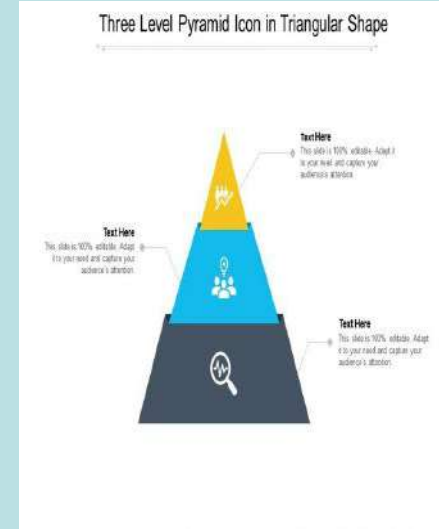 Three Level Pyramid Icon in Triangular Shape
Text Here
This slide is 100% editable. Adapt it
to your need and capture your
audience's attention.
Text Here
This slide is 100% editable. Adapt
it to your need and capture your
audience's attention.
Text Here
This slide is 100% editable. Adapt
it to your need and capture your
audience's attention.